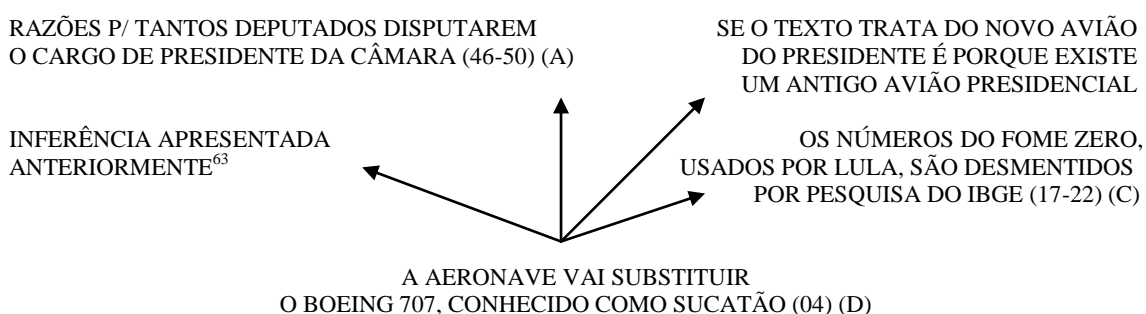 RAZÕES P/ TANTOS DEPUTADOS DISPUTAREM
O CARGO DE PRESIDENTE DA CÂMARA (46-50) (A)
SE O TEXTO TRATA DO NOVO AVIÃO
DO PRESIDENTE É PORQUE EXISTE
UM ANTIGO AVIÃO PRESIDENCIAL
INFERÊNCIA APRESENTADA
ANTERIORMENTE63
OS NÚMEROS DO FOME ZERO,
USADOS POR LULA, SÃO DESMENTIDOS
POR PESQUISA DO IBGE (17-22) (C)
A AERONAVE VAI SUBSTITUIR
O BOEING 707, CONHECIDO COMO SUCATÃO (04) (D)